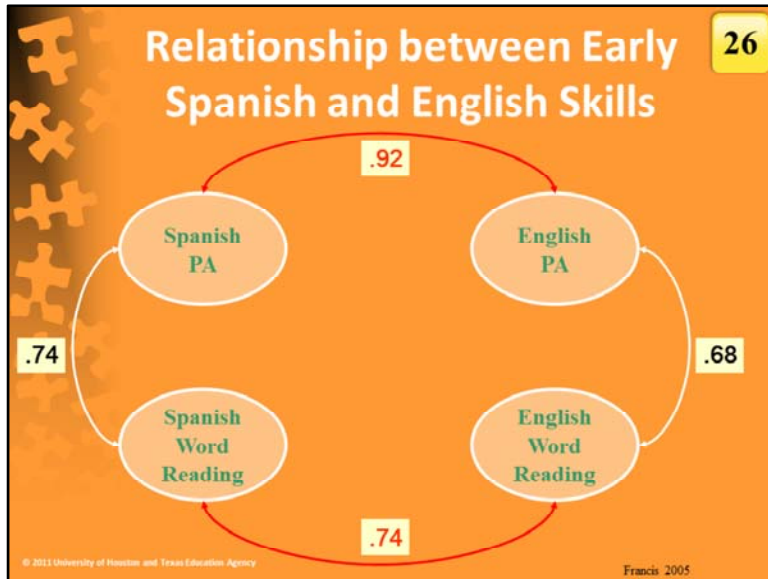 Relationship between Early
Spanish and English Skills
26
.92
Spanish
PA
English
PA
.74
.68
Spanish
Word
Reading
English
Word
Reading
.74
© 2011 University of Houston and Texas Education Agency
Francis 2005